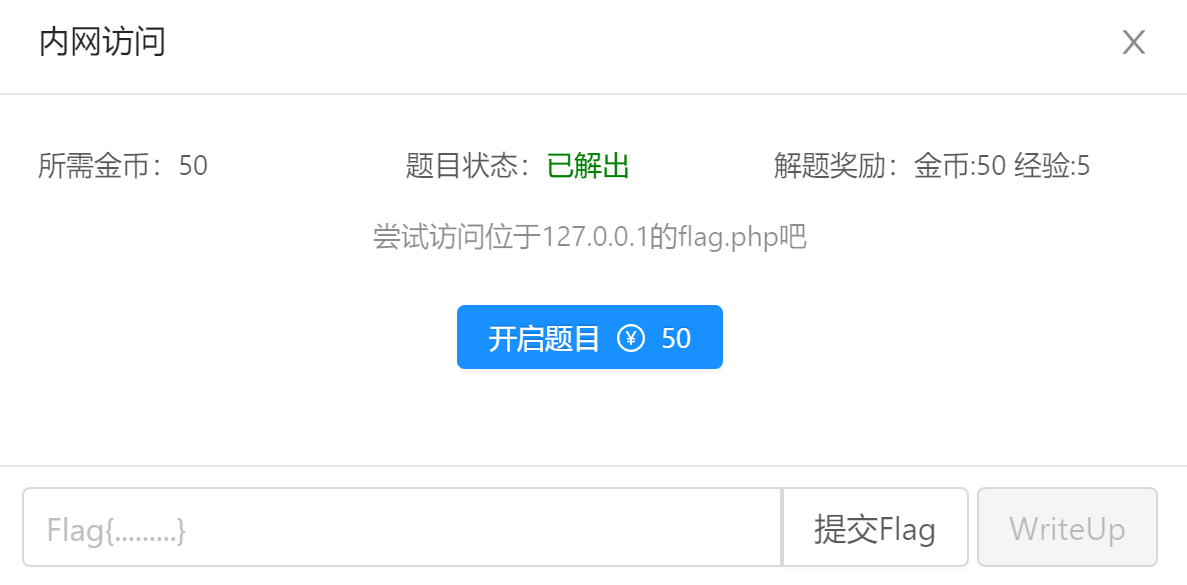 内网访问 X
所需金币：50 题目状态：已解出 解题奖励：金币:50 经验:5
尝试访问位于127.0.0.1的flag.php吧
开启题目 ¥ 50
Flag{.........} 提交Flag WriteUp